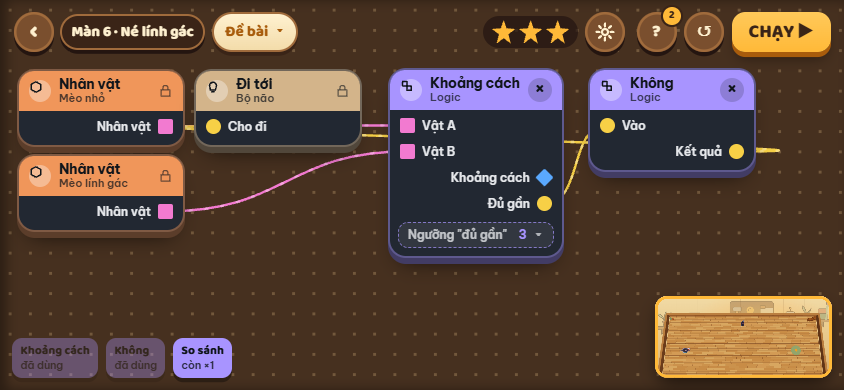 Màn 6 · Né lính gác
Đề bài
?
2
CHẠY
Nhân vật
Mèo nhỏ
Nhân vật
Đi tới
Bộ não
Cho đi
Khoảng cách
Logic
Vật A
Vật B
Khoảng cách
Đủ gần
Ngưỡng "đủ gần" 3
Không
Logic
Vào
Kết quả
Nhân vật
Mèo lính gác
Nhân vật
Khoảng cách
đã dùng
Không
đã dùng
So sánh
còn ×1